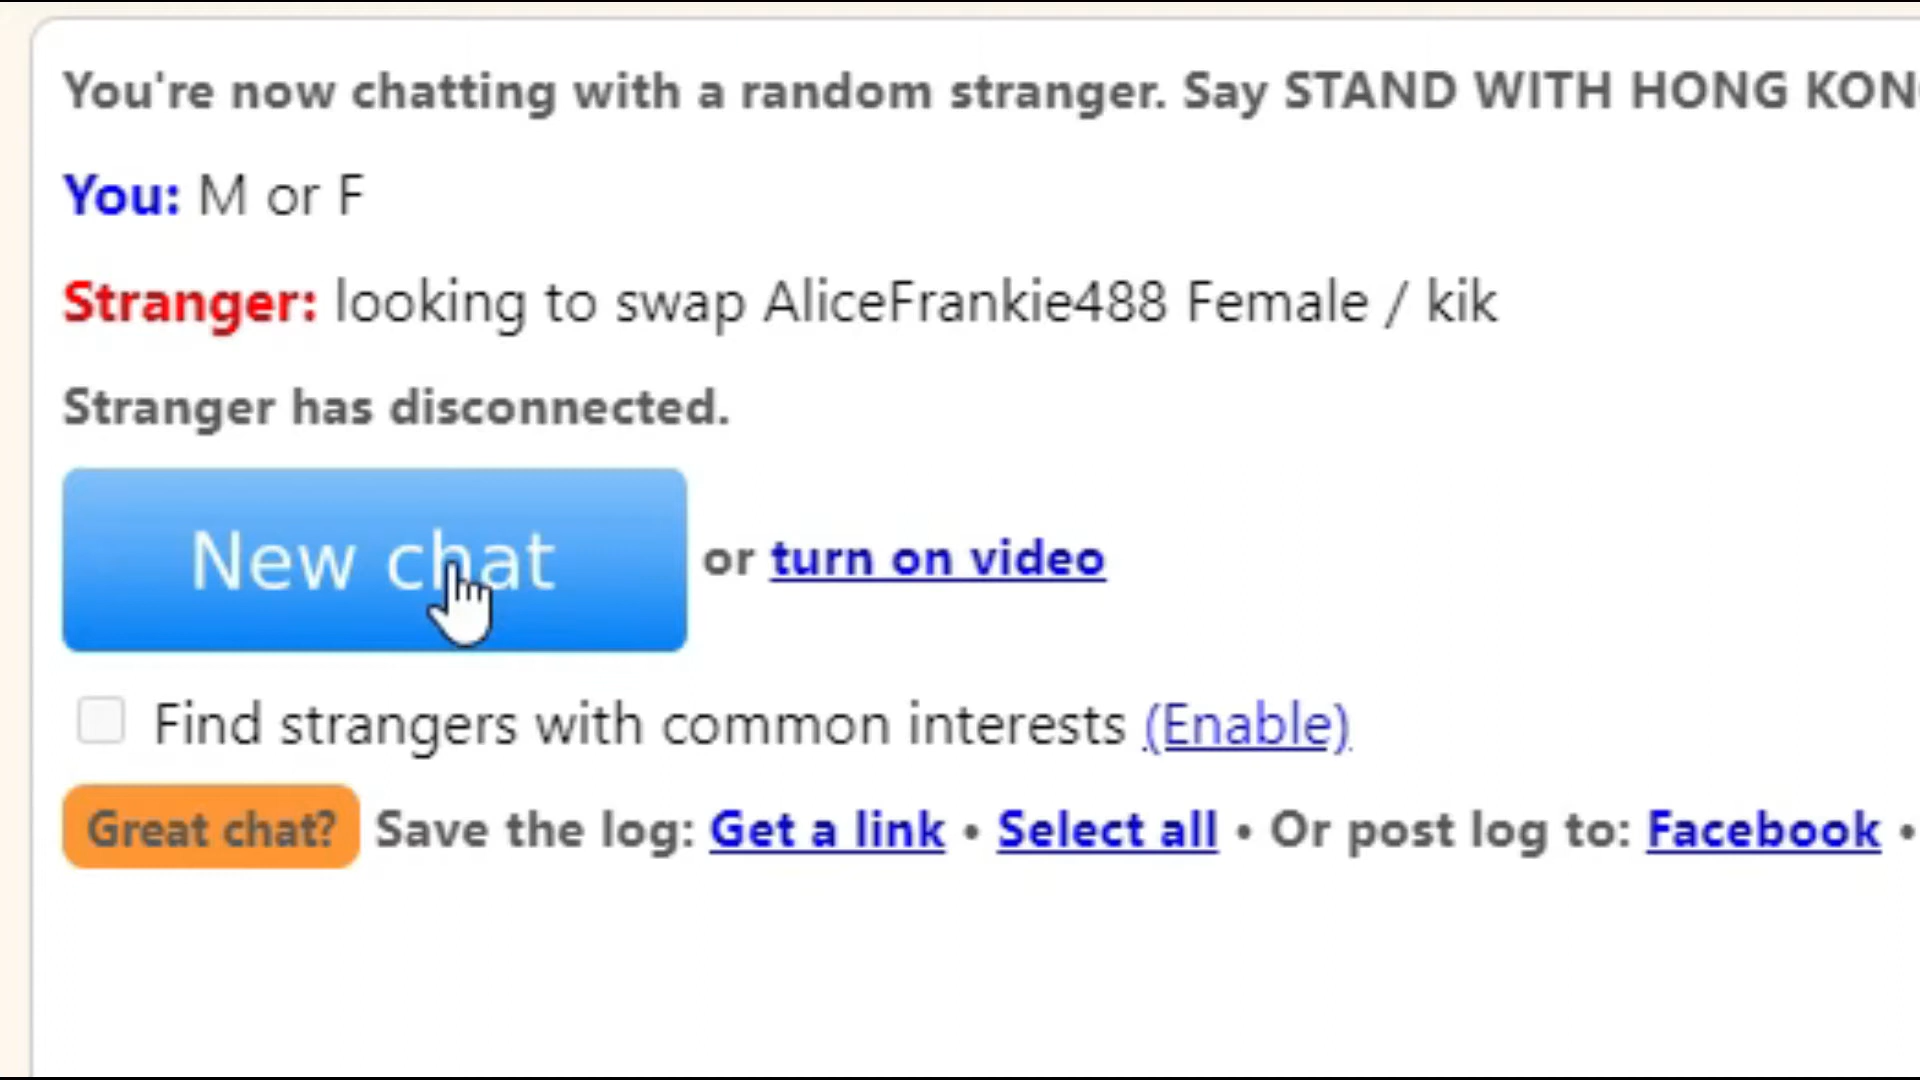 You're now chatting with a random stranger. Say STAND WITH HONG
You: M or F
Stranger: looking to swap AliceFrankie488 Female / kik
Stranger has disconnected.
New chat or turn on video
Find strangers with common interests (Enable)
Great chat? Save the log: Get a link • Select all • Or post log to: Facebook •